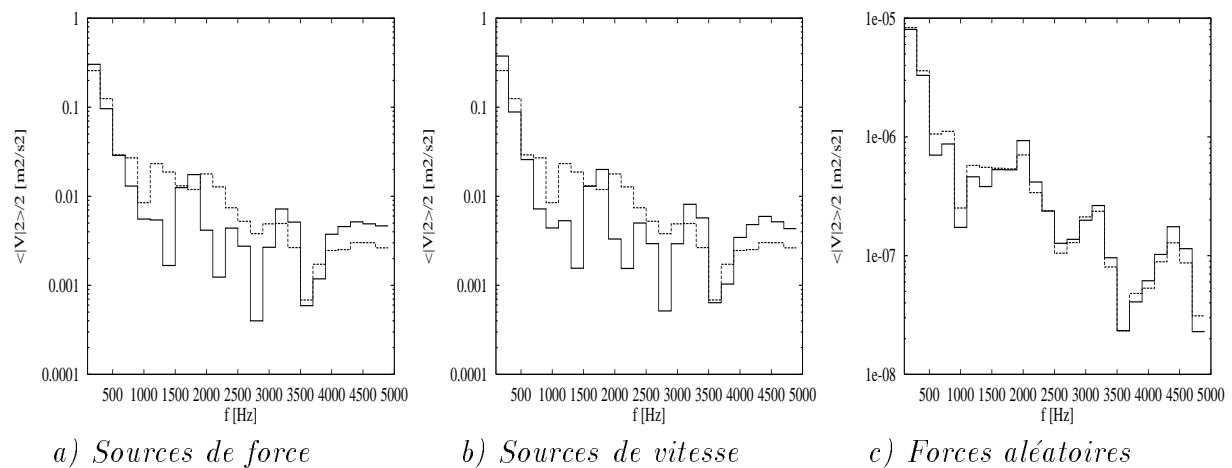 1
0.1
0.01
0.001
0.0001
<|V|2>/2 [m2/s2]
500 1000 1500 2000 2500 3000 3500 4000 4500 5000
f [Hz]
a) Sources de force
1
0.1
0.01
0.001
0.0001
<|V|2>/2 [m2/s2]
500 1000 1500 2000 2500 3000 3500 4000 4500 5000
f [Hz]
b) Sources de vitesse
1e-05
1e-06
1e-07
1e-08
<|V|2>/2 [m2/s2]
500 1000 1500 2000 2500 3000 3500 4000 4500 5000
f [Hz]
c) Forces aléatoires